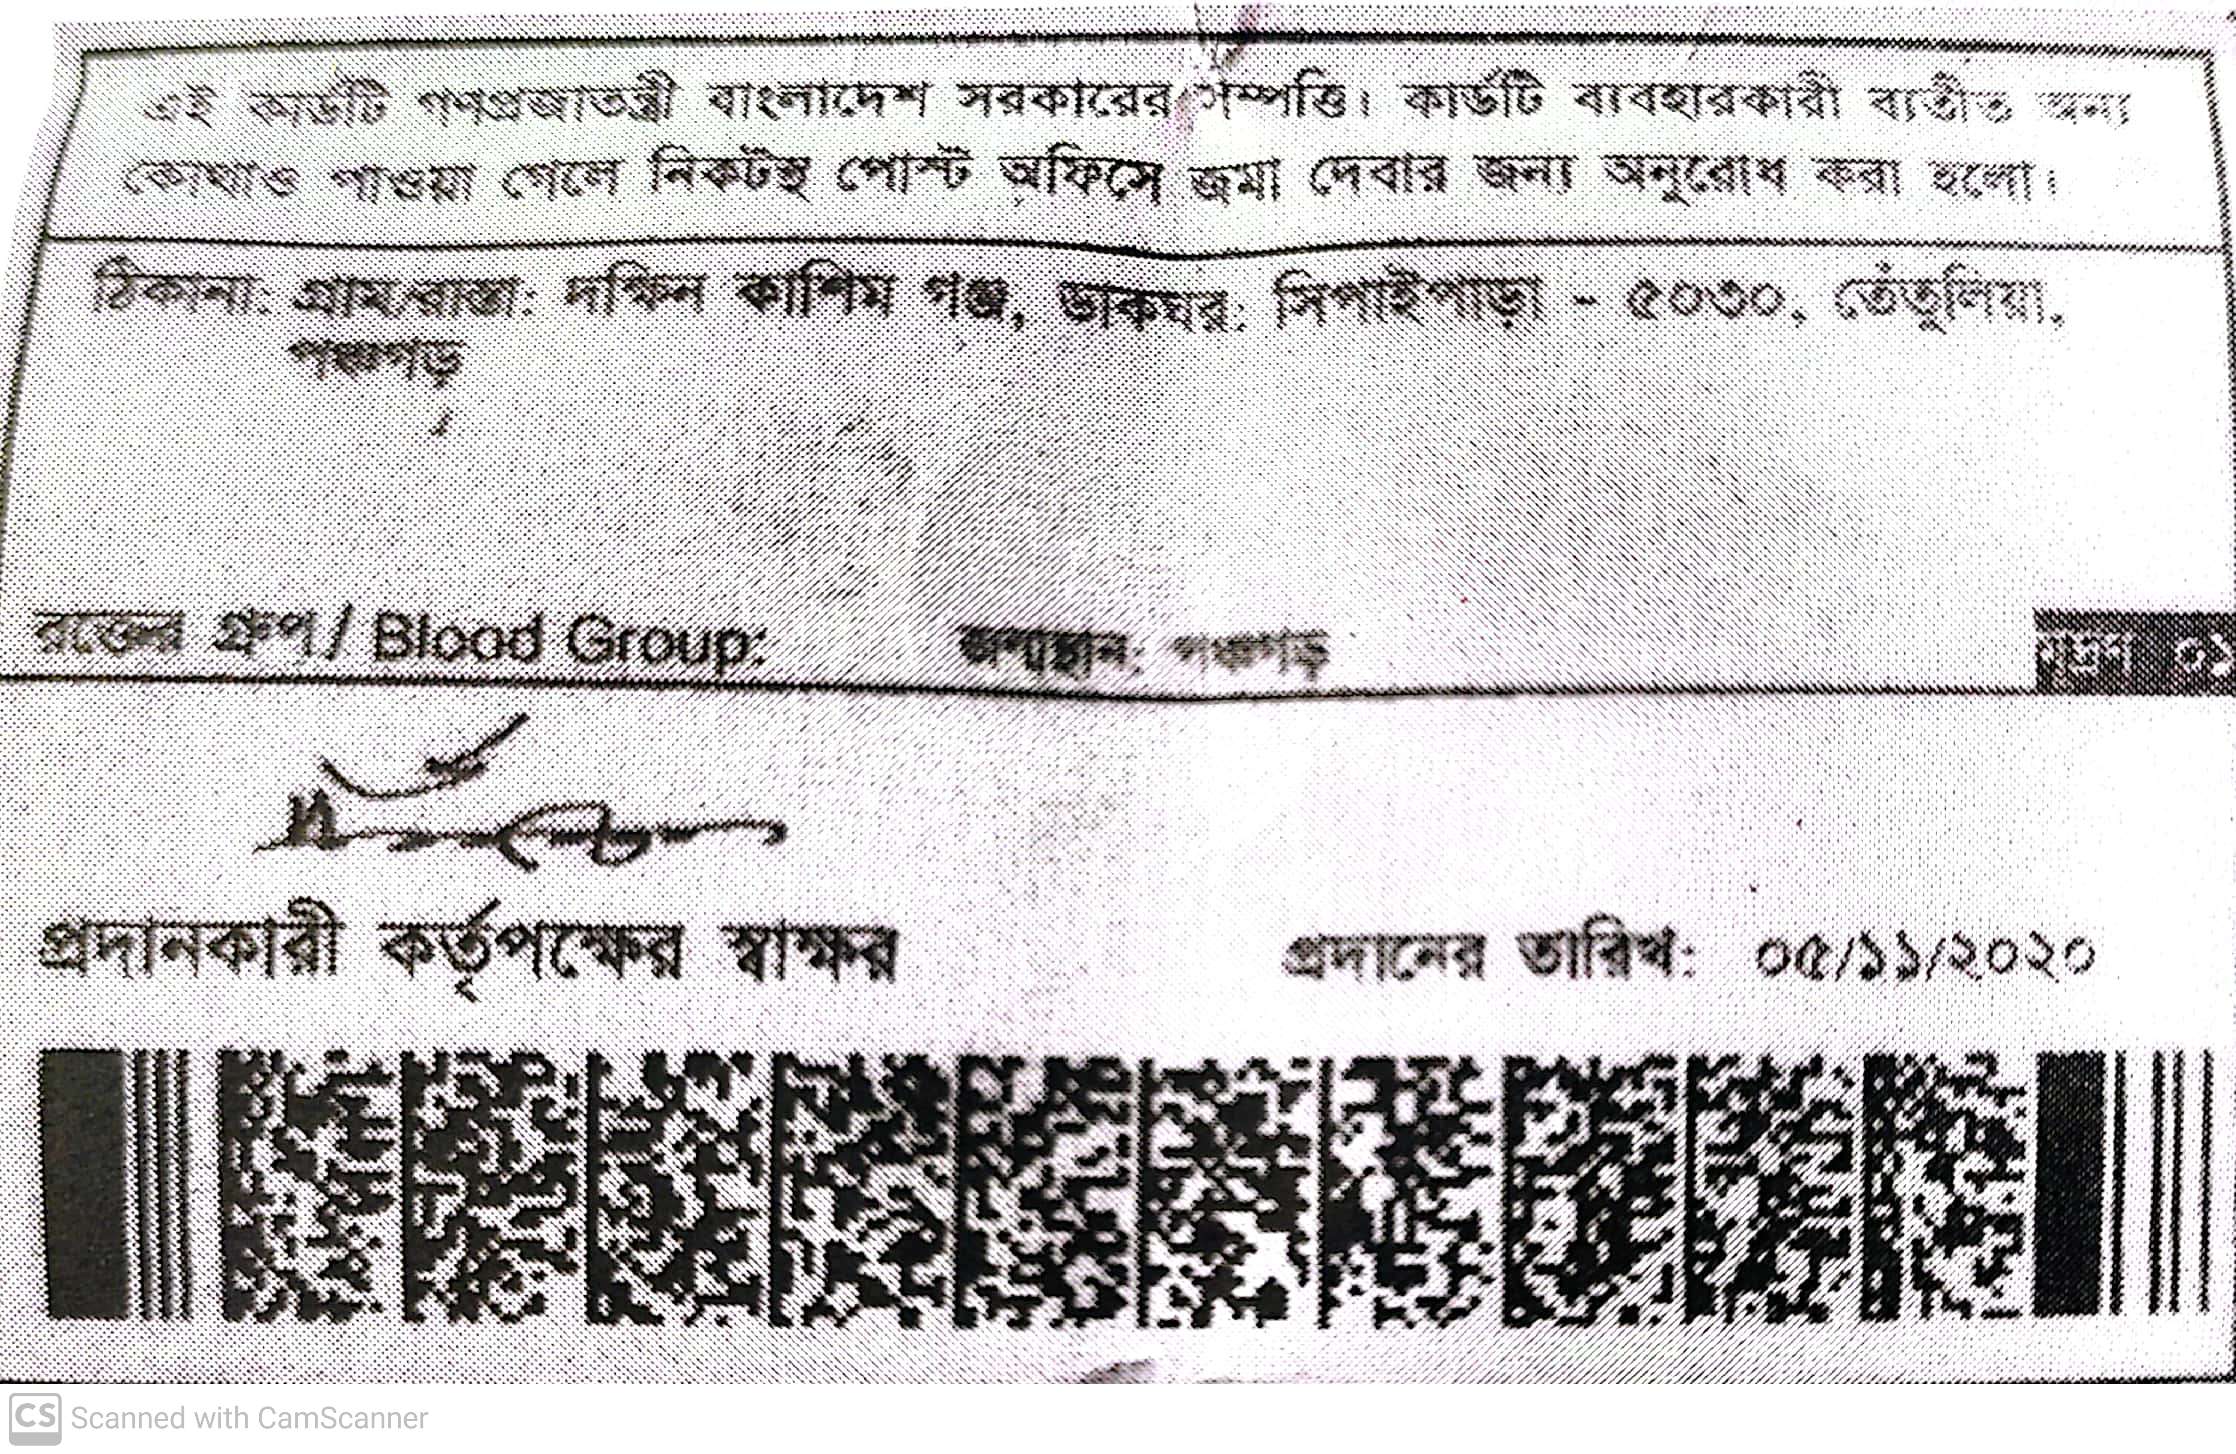 এই কার্ডটি গণপ্রজাতন্ত্রী বাংলাদেশ সরকারের সম্পত্তি। কার্ডটি ব্যবহারকারী ব্যতীত অন্য
কোথাও পাওয়া গেলে নিকটস্থ পোস্ট অফিসে জমা দেবার জন্য অনুরোধ করা হলো।
ঠিকানা: গ্রাম/রাস্তা: দক্ষিন কাশিম গঞ্জ, ডাকঘর: সিপাইপাড়া - ৫০৩০, তেঁতুলিয়া,
পঞ্চগড়
রক্তের গ্রুপ / Blood Group: জন্মস্থান: পঞ্চগড় মুদ্রণ ০১
প্রদানকারী কর্তৃপক্ষের স্বাক্ষর প্রদানের তারিখ: ০৫/১১/২০২০
CS Scanned with CamScanner